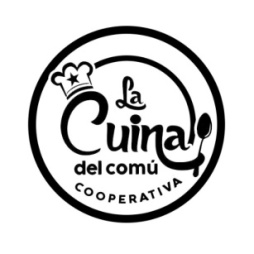 La
Cuina
del comú
COOPERATIVA